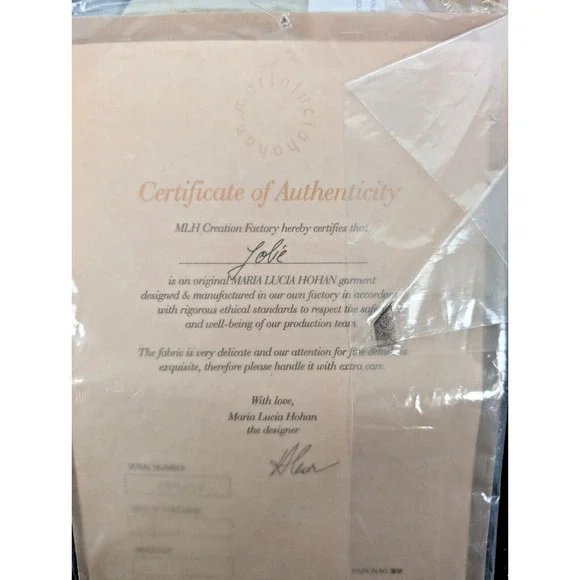 marialuciahohan
Certificate of Authenticity
MLH Creation Factory hereby certifies that
Jolie
is an original MARIA LUCIA HOHAN garment
designed & manufactured in our own factory in accordance
with rigorous ethical standards to respect the safety
and well-being of our production team.
The fabric is very delicate and our attention for fine details is
exquisite, therefore please handle it with extra care.
With love,
Maria Lucia Hohan
the designer
SERIAL NUMBER